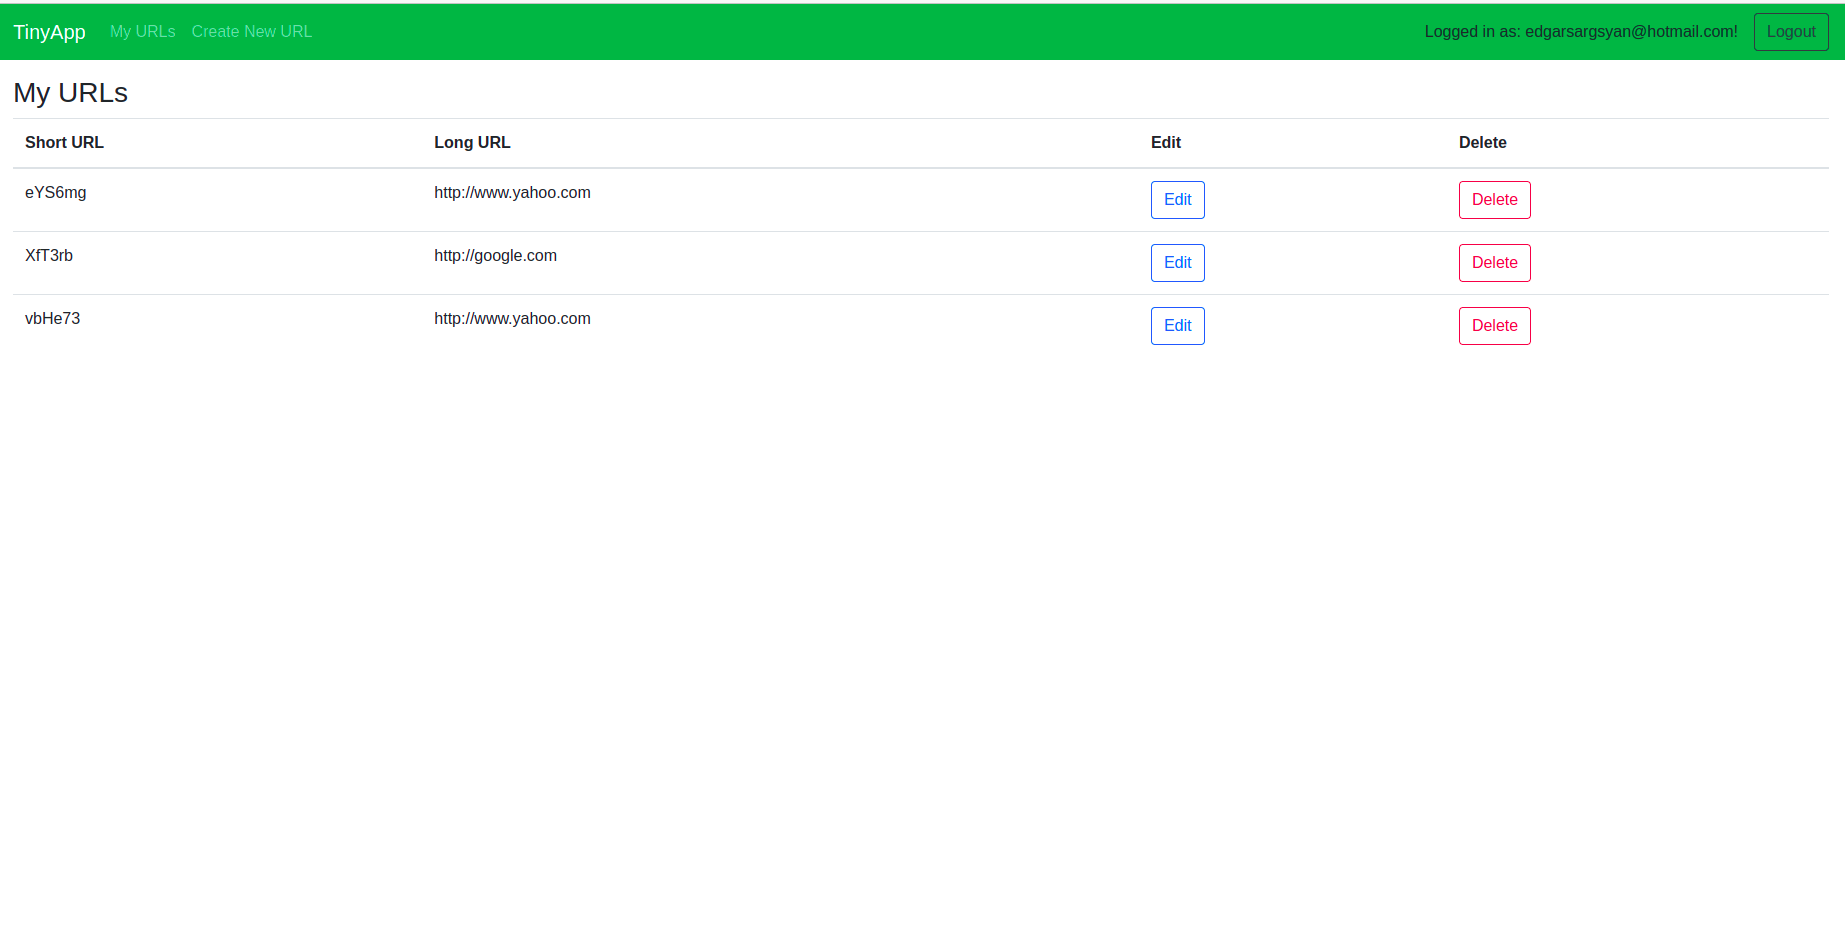 TinyApp My URLs Create New URL Logged in as: edgarsargsyan@hotmail.com! Logout
My URLs
Short URL Long URL Edit Delete
eYS6mg http://www.yahoo.com Edit Delete
XfT3rb http://google.com Edit Delete
vbHe73 http://www.yahoo.com Edit Delete